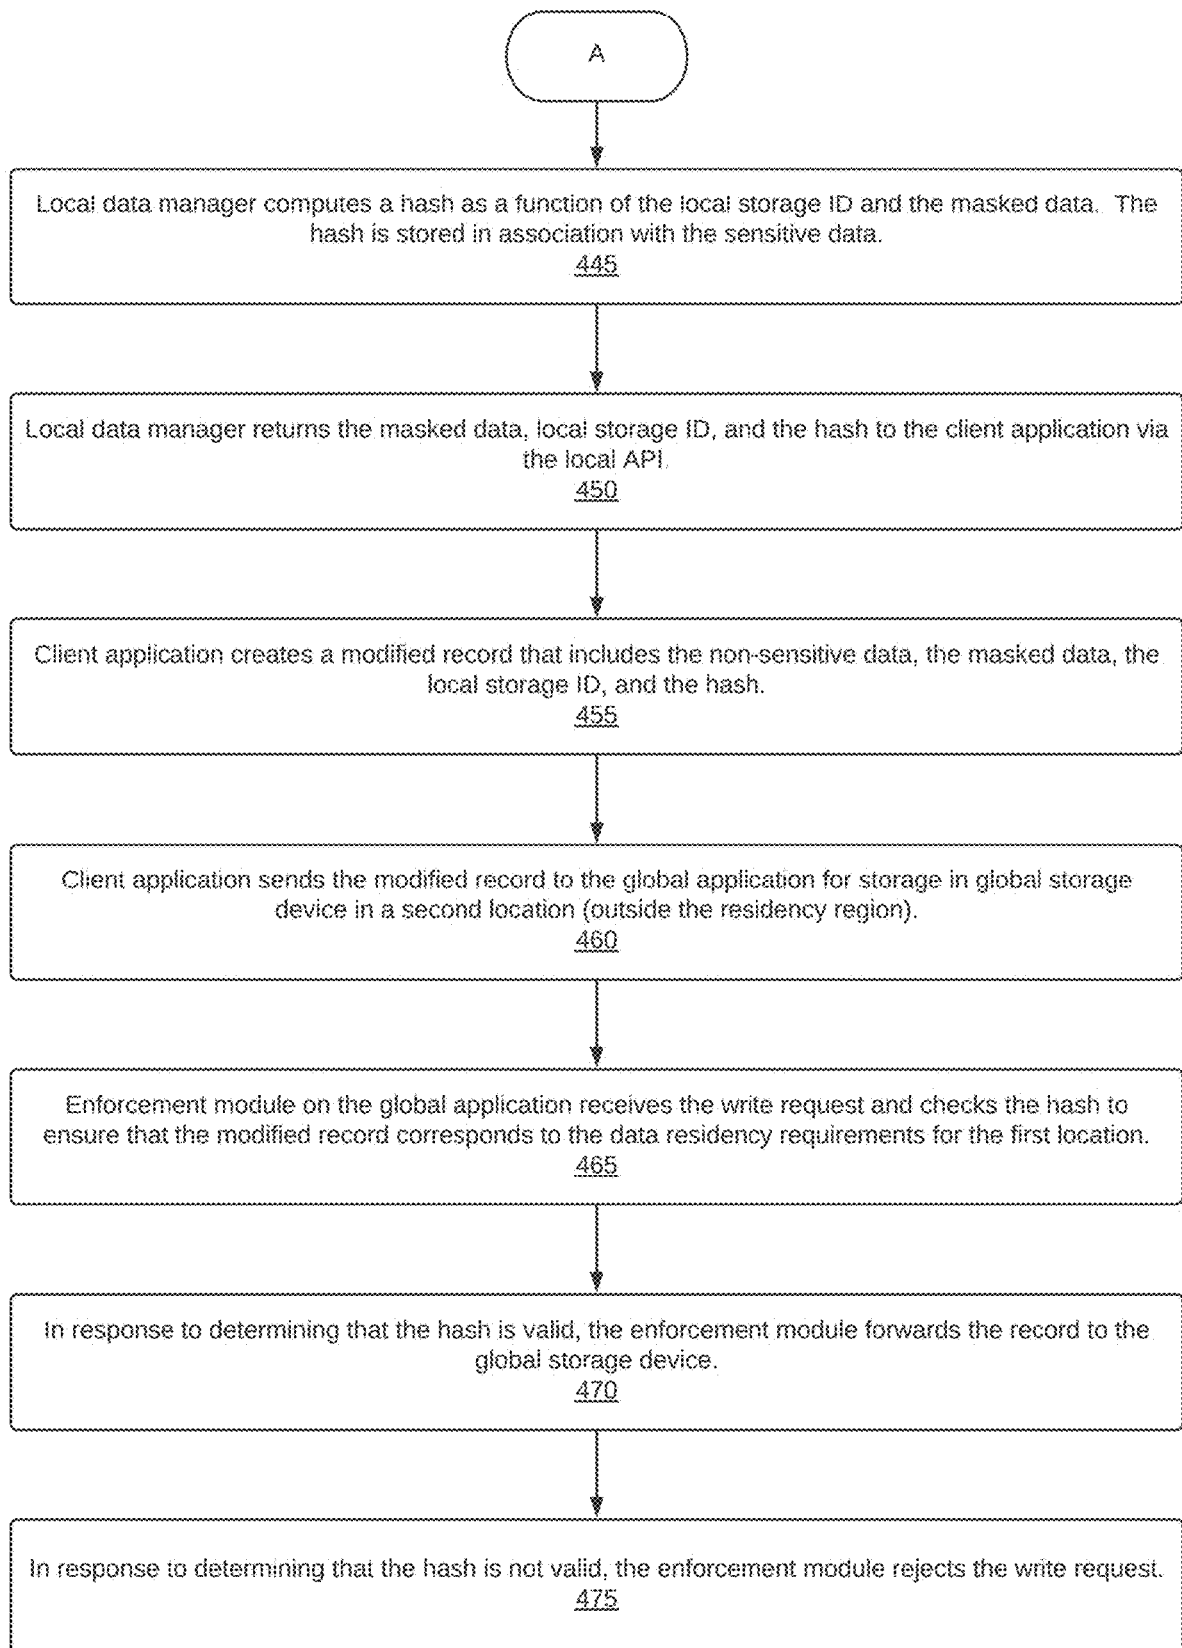 A
Local data manager computes a hash as a function of the local storage ID and the masked data. The
hash is stored in association with the sensitive data.
445
Local data manager returns the masked data, local storage ID, and the hash to the client application via
the local API.
450
Client application creates a modified record that includes the non-sensitive data, the masked data, the
local storage ID, and the hash.
455
Client application sends the modified record to the global application for storage in global storage
device in a second location (outside the residency region).
460
Enforcement module on the global application receives the write request and checks the hash to
ensure that the modified record corresponds to the data residency requirements for the first location.
465
In response to determining that the hash is valid, the enforcement module forwards the record to the
global storage device.
470
In response to determining that the hash is not valid, the enforcement module rejects the write request.
475